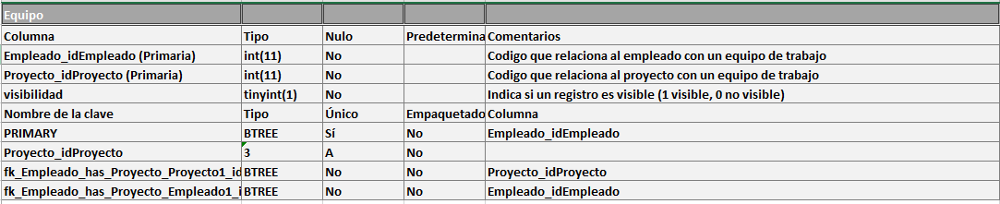 Equipo
Columna Tipo Nulo Predetermina Comentarios
Empleado_idEmpleado (Primaria) int(11) No Codigo que relaciona al empleado con un equipo de trabajo
Proyecto_idProyecto (Primaria) int(11) No Codigo que relaciona al proyecto con un equipo de trabajo
visibilidad tinyint(1) No Indica si un registro es visible (1 visible, 0 no visible)
Nombre de la clave Tipo Único Empaquetado Columna
PRIMARY BTREE Sí No Empleado_idEmpleado
Proyecto_idProyecto 3 A No
fk_Empleado_has_Proyecto_Proyecto1_id BTREE No No Proyecto_idProyecto
fk_Empleado_has_Proyecto_Empleado1_i BTREE No No Empleado_idEmpleado